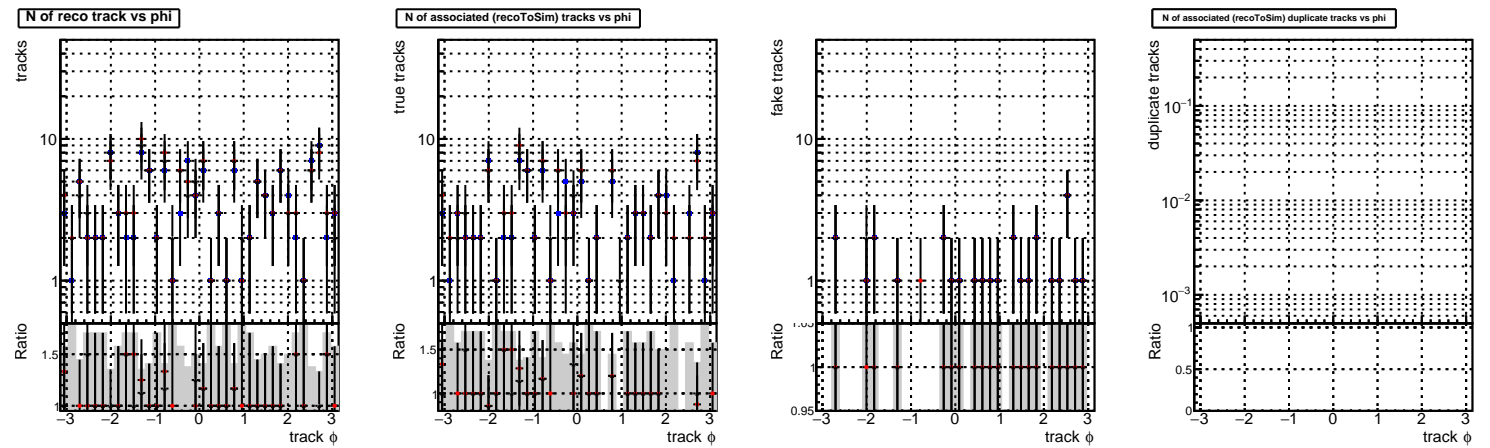 N of reco track vs phi
tracks
10
1
Ratio
1.5
1
−3 −2 −1 0 1 2 3
track ϕ
N of associated (recoToSim) tracks vs phi
true tracks
10
1
Ratio
1.5
1
−3 −2 −1 0 1 2 3
track ϕ
fake tracks
10
1
Ratio
1
0.95
−3 −2 −1 0 1 2 3
track ϕ
N of associated (recoToSim) duplicate tracks vs phi
duplicate tracks
10−1
10−2
10−3
Ratio
1
0.5
0
−3 −2 −1 0 1 2 3
track ϕ